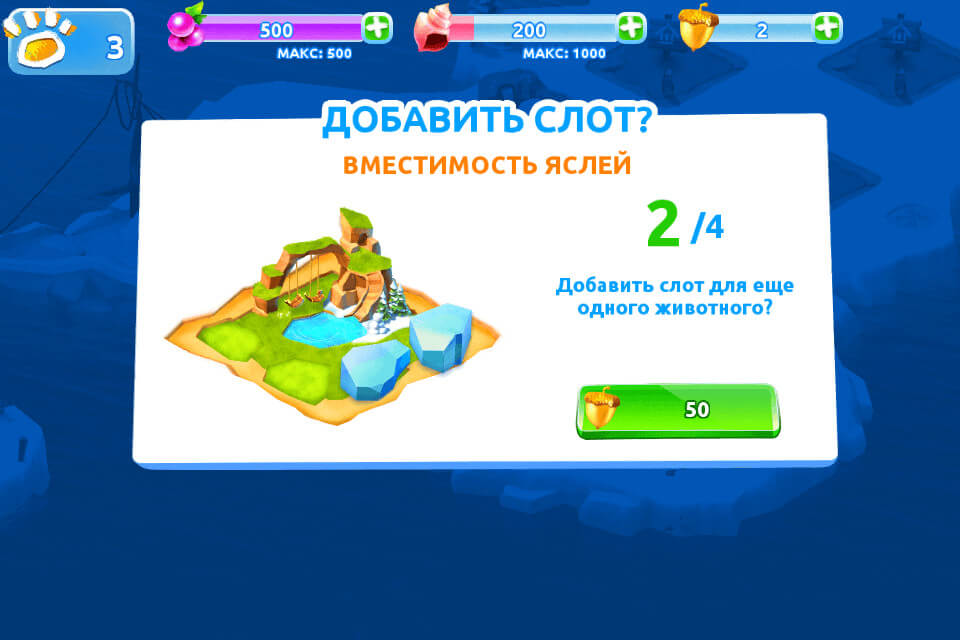 3
500
МАКС: 500
200
МАКС: 1000
2
ДОБАВИТЬ СЛОТ?
ВМЕСТИМОСТЬ ЯСЛЕЙ
2/4
Добавить слот для еще
одного животного?
50